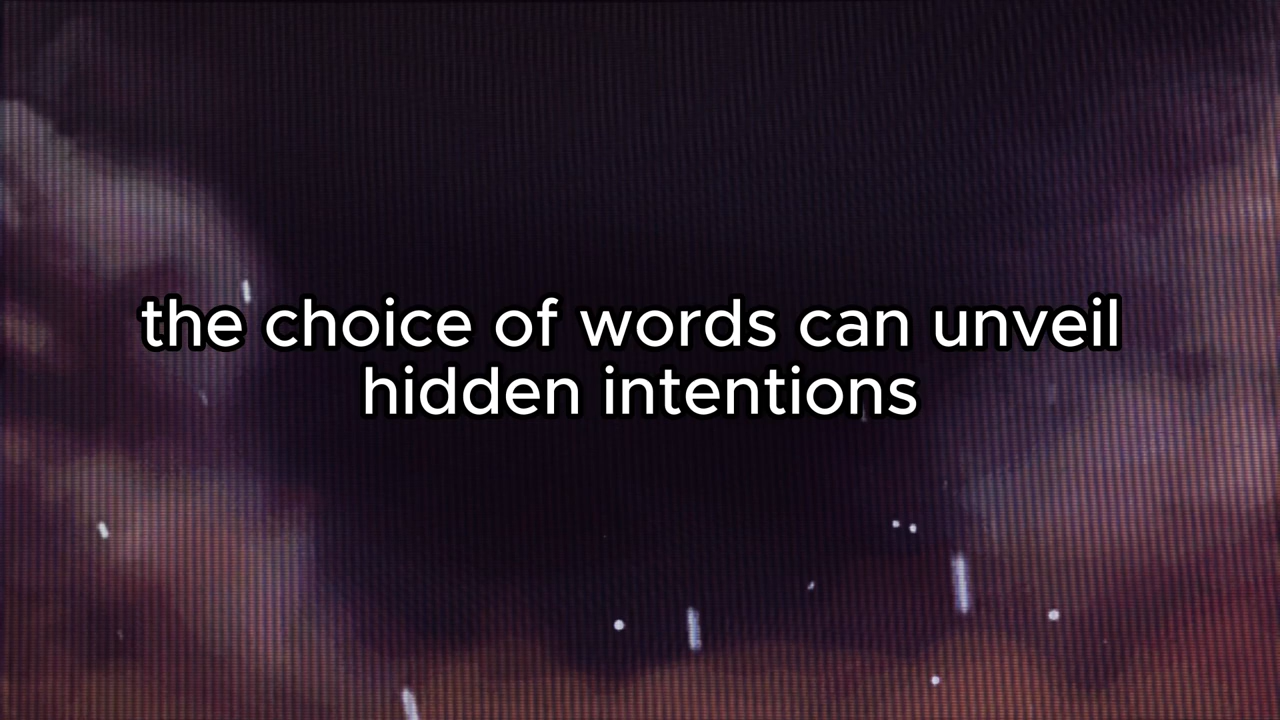 the choice of words can unveil
hidden intentions